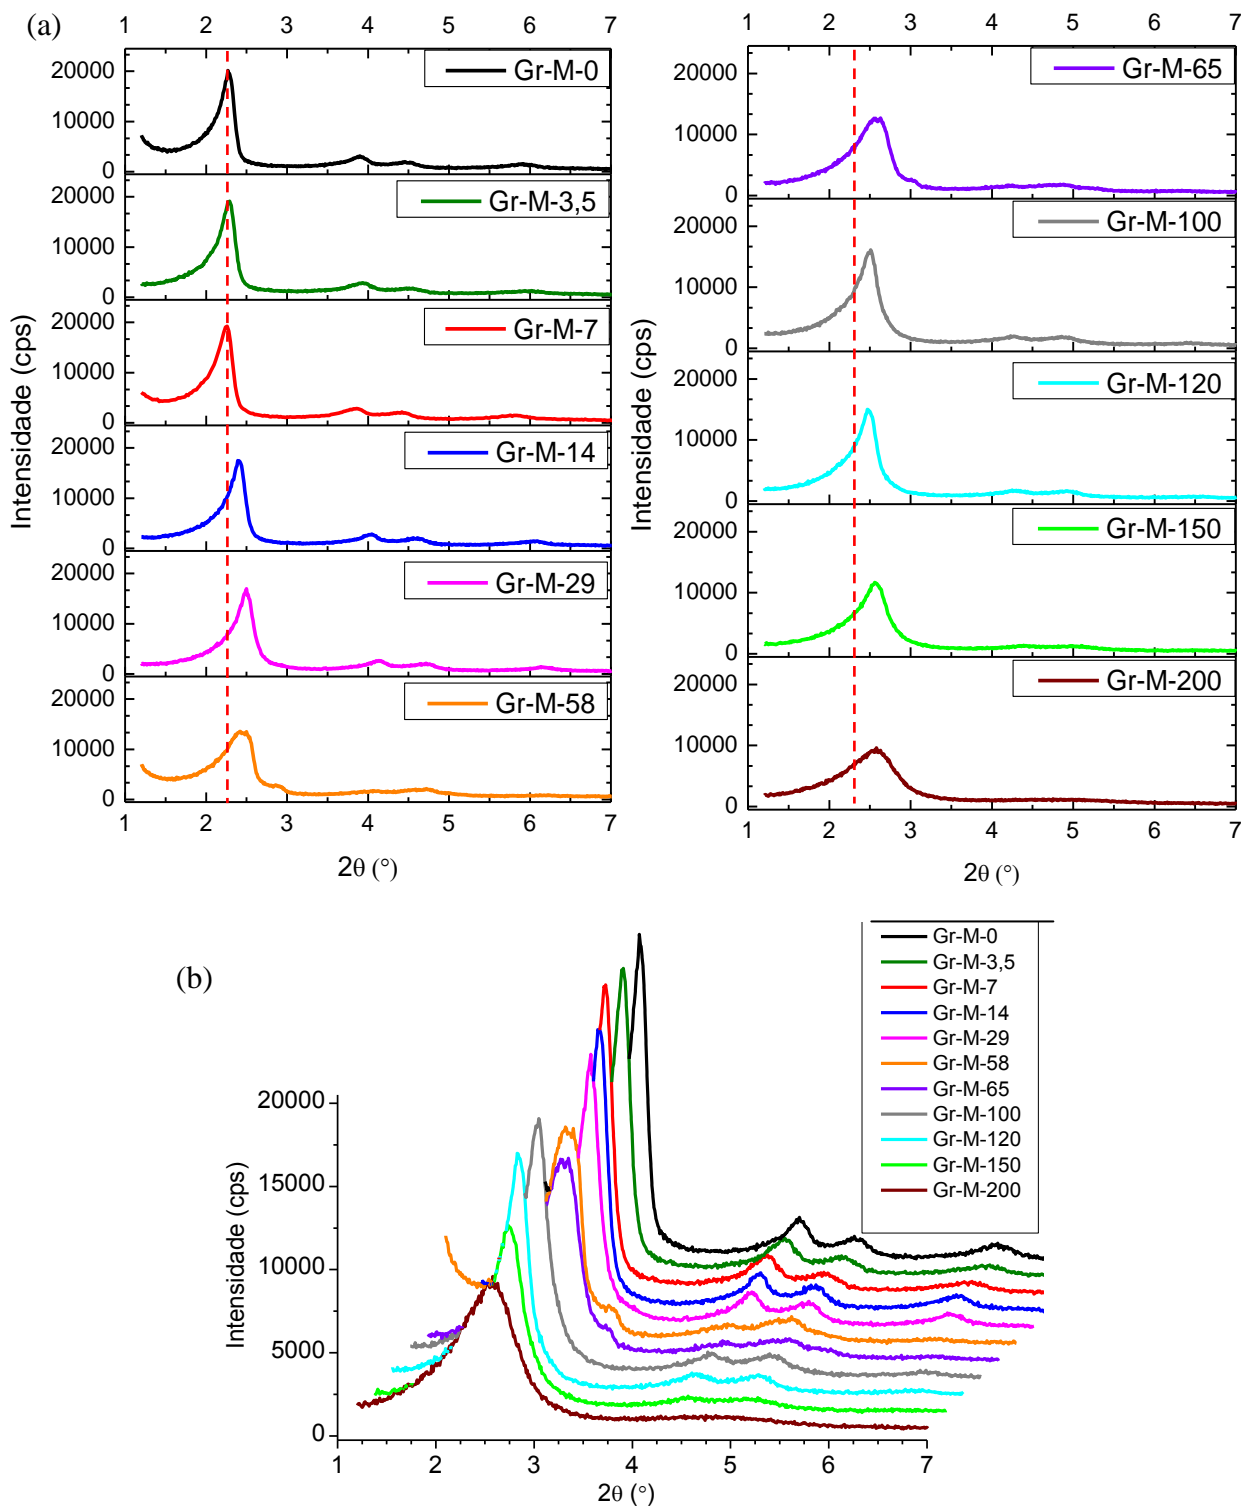 (a)
1 2 3 4 5 6 7
20000
10000
0
Gr-M-0
20000
10000
0
Gr-M-3,5
20000
10000
0
Gr-M-7
20000
10000
0
Gr-M-14
20000
10000
0
Gr-M-29
20000
10000
0
Gr-M-58
1 2 3 4 5 6 7
Intensidade (cps)
2θ (°)
1 2 3 4 5 6 7
20000
10000
0
Gr-M-65
20000
10000
0
Gr-M-100
20000
10000
0
Gr-M-120
20000
10000
0
Gr-M-150
20000
10000
0
Gr-M-200
1 2 3 4 5 6 7
Intensidade (cps)
2θ (°)
(b)
Gr-M-0
Gr-M-3,5
Gr-M-7
Gr-M-14
Gr-M-29
Gr-M-58
Gr-M-65
Gr-M-100
Gr-M-120
Gr-M-150
Gr-M-200
20000
15000
10000
5000
0
Intensidade (cps)
1 2 3 4 5 6 7
2θ (°)